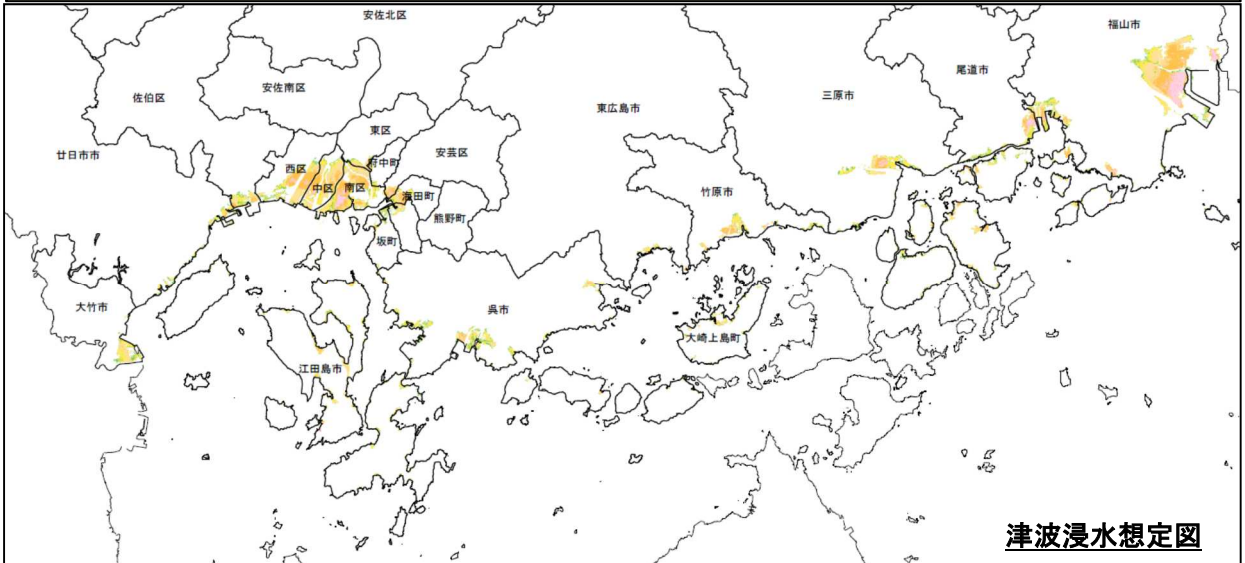 安佐北区
福山市
尾道市
安佐南区
佐伯区
三原市
東広島市
東区
安芸区
廿日市市
府中町
西区
中区
南区
海田町
竹原市
熊野町
坂町
大竹市
呉市
大崎上島町
江田島市
津波浸水想定図